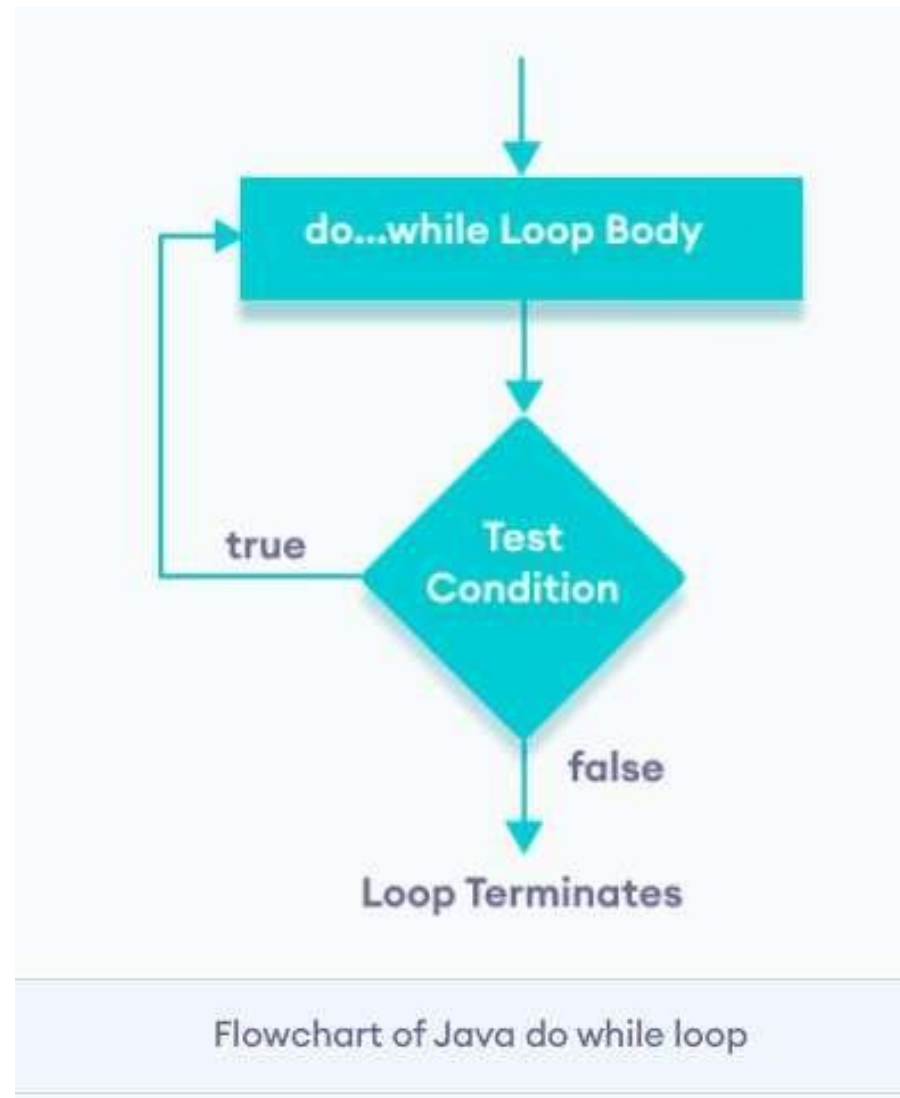 do...while Loop Body
true
Test
Condition
false
Loop Terminates
Flowchart of Java do while loop